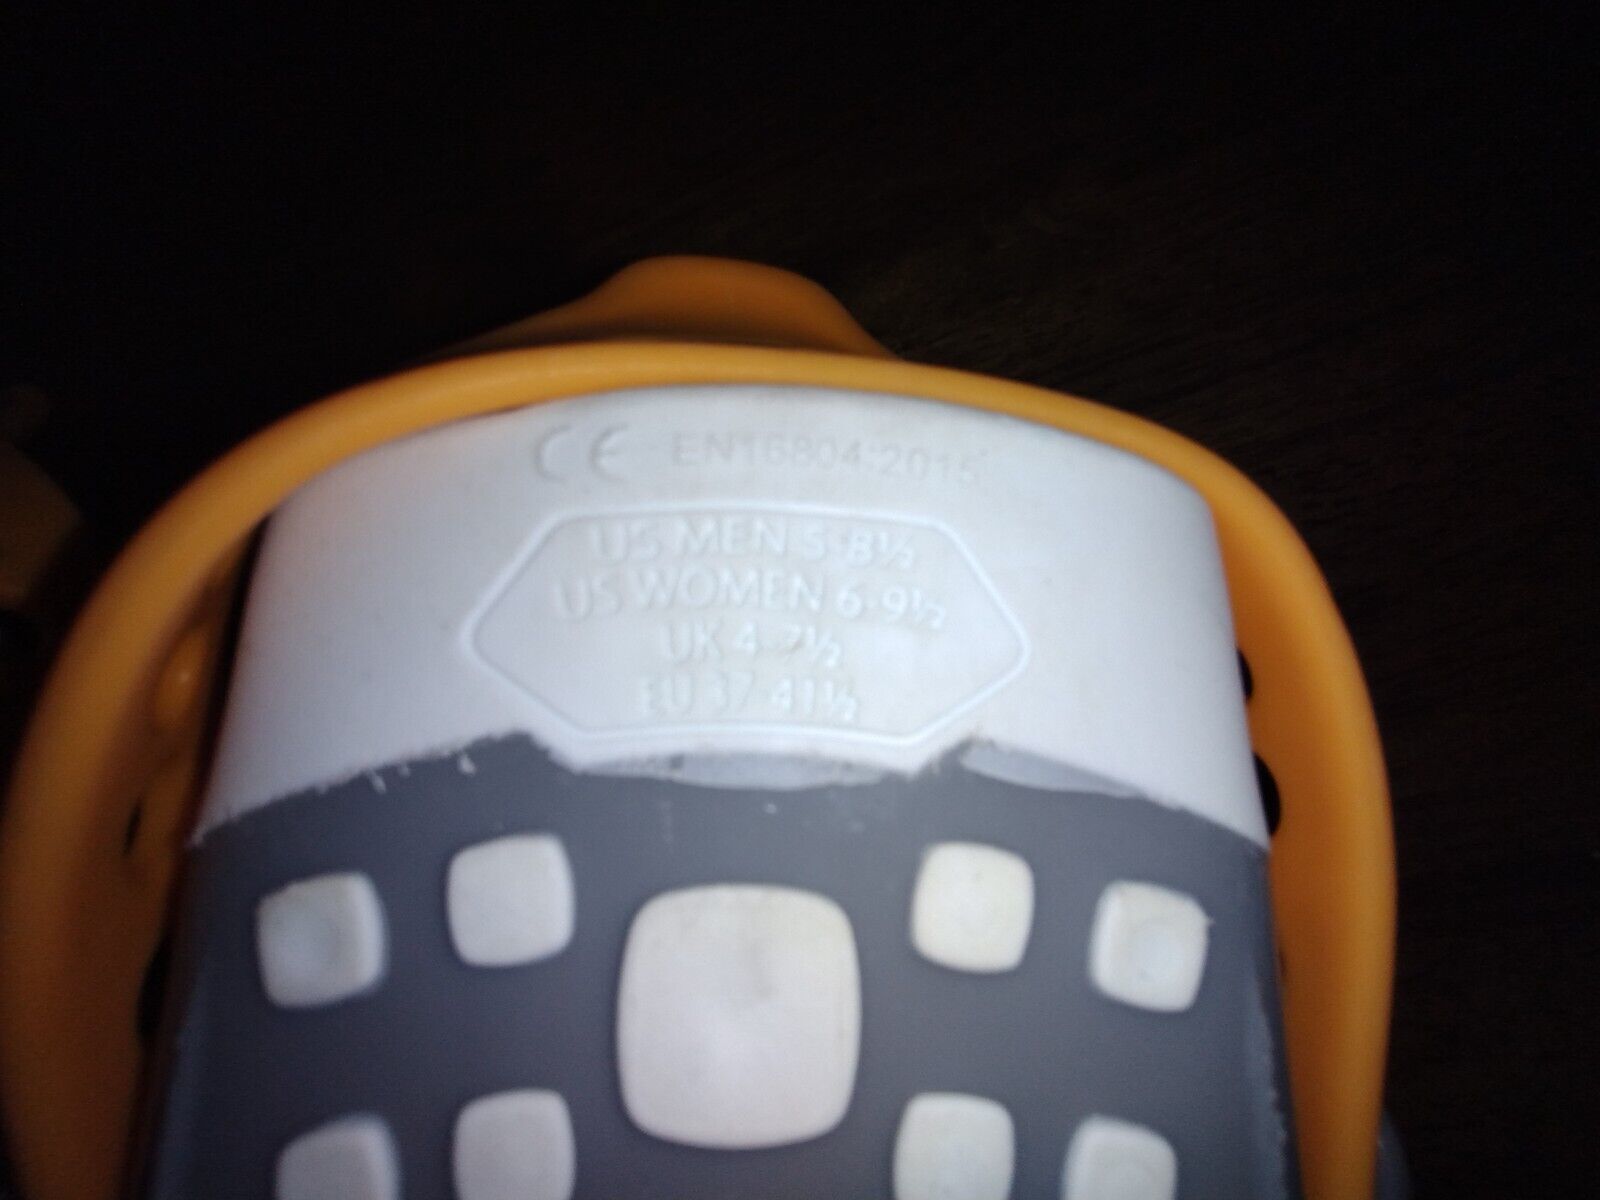 CE EN16804:2015
US MEN 5-8½
US WOMEN 6-9½
UK 4-7½
EU 37-41½